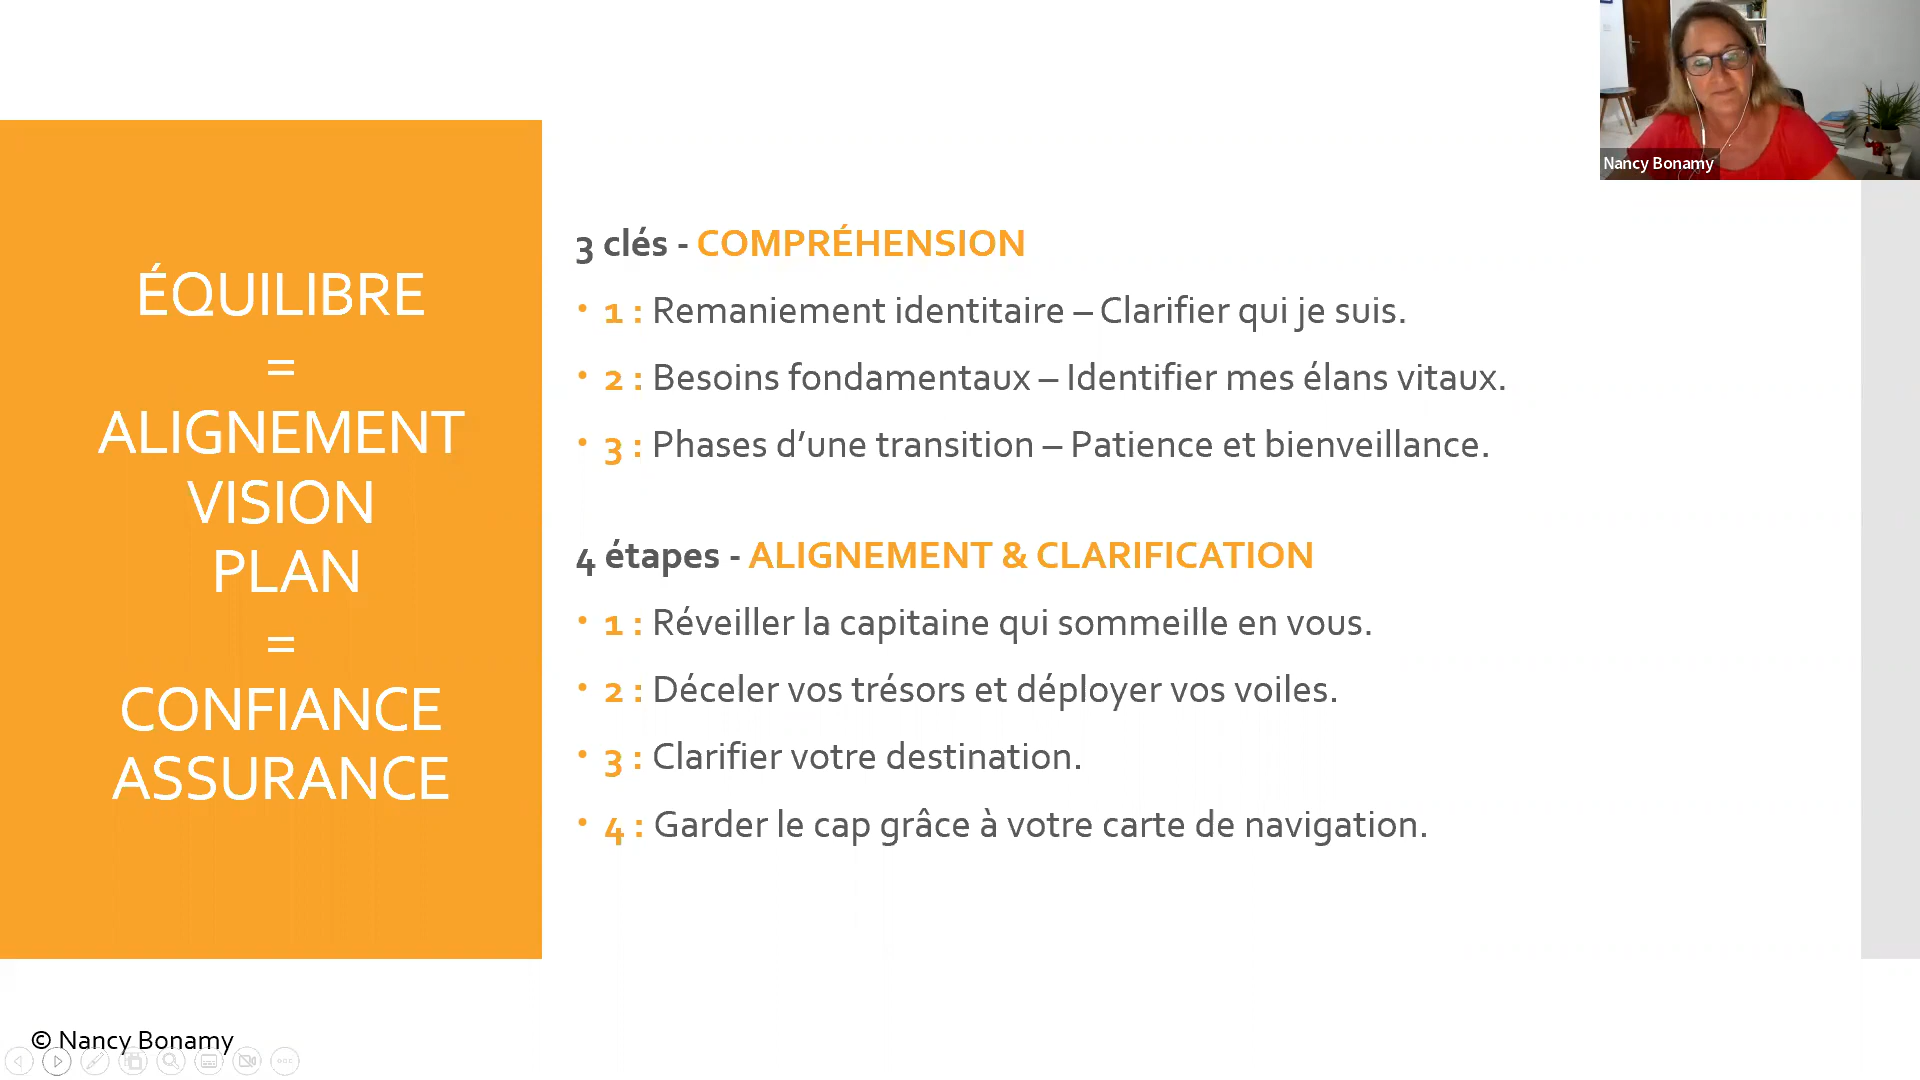 Nancy Bonamy
ÉQUILIBRE
=
ALIGNEMENT
VISION
PLAN
=
CONFIANCE
ASSURANCE
3 clés - COMPRÉHENSION
• 1 : Remaniement identitaire – Clarifier qui je suis.
• 2 : Besoins fondamentaux – Identifier mes élans vitaux.
• 3 : Phases d’une transition – Patience et bienveillance.
4 étapes - ALIGNEMENT & CLARIFICATION
• 1 : Réveiller la capitaine qui sommeille en vous.
• 2 : Déceler vos trésors et déployer vos voiles.
• 3 : Clarifier votre destination.
• 4 : Garder le cap grâce à votre carte de navigation.
© Nancy Bonamy